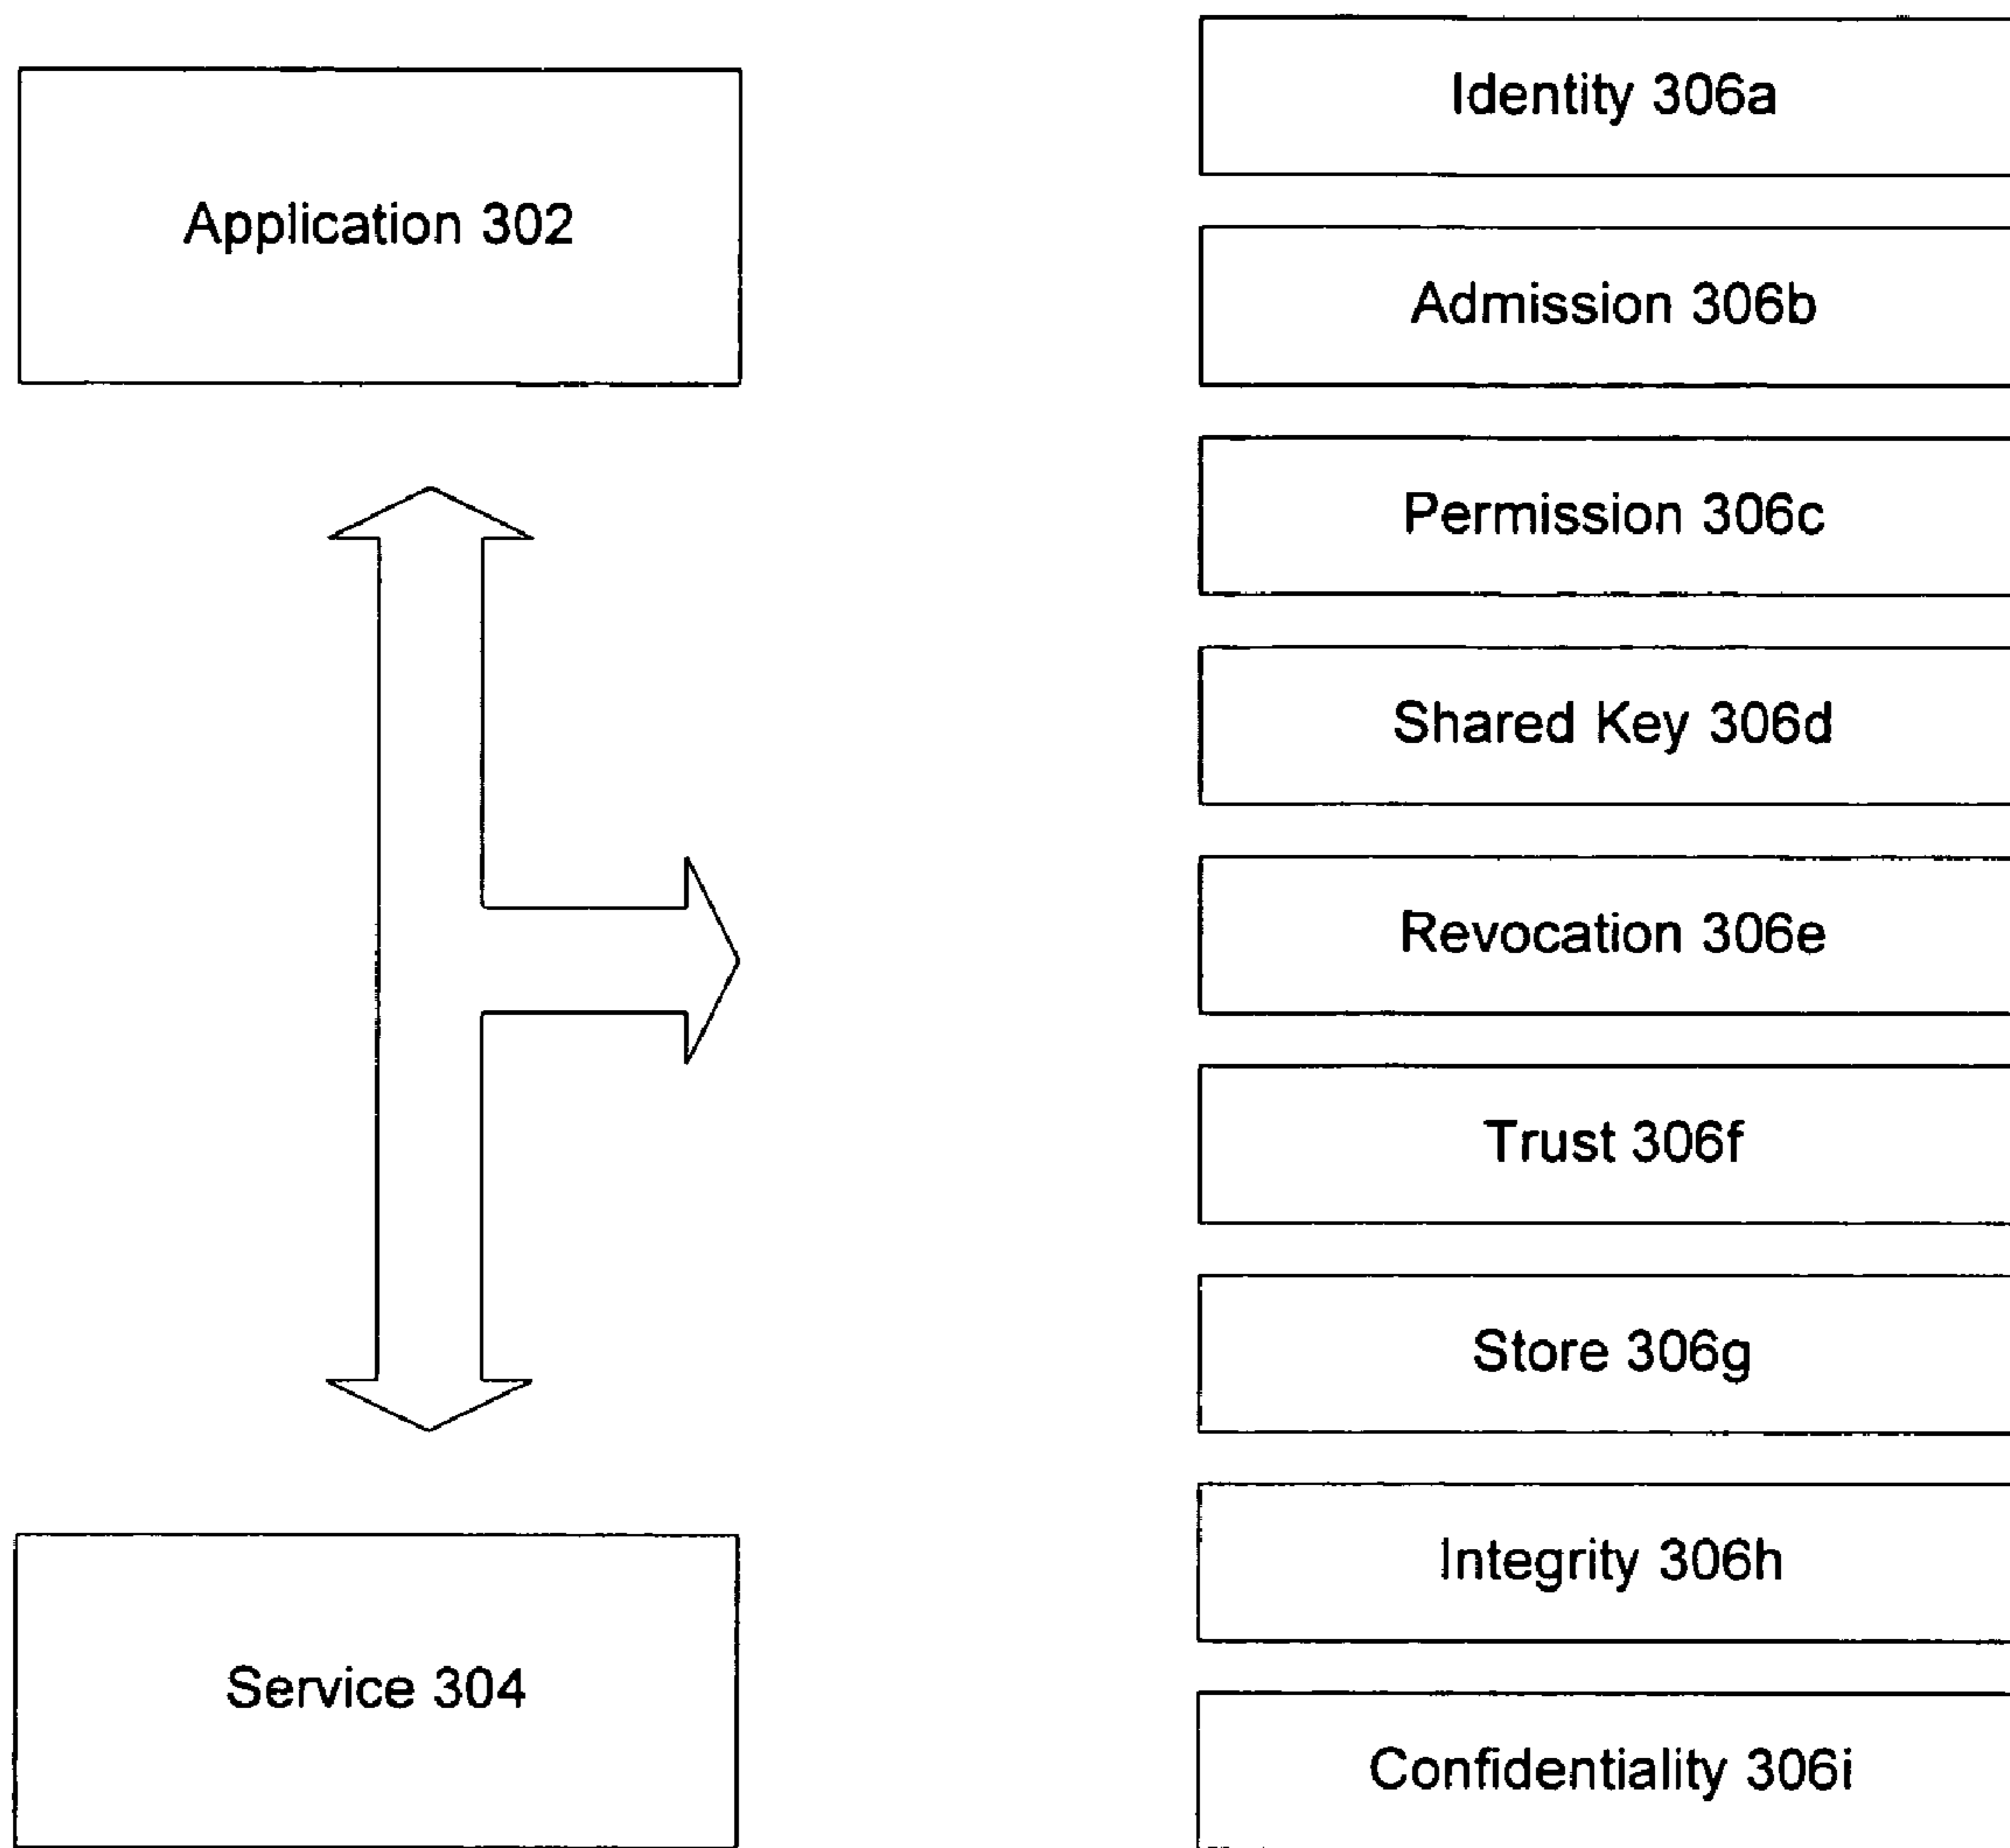 Application 302
Service 304
Identity 306a
Admission 306b
Permission 306c
Shared Key 306d
Revocation 306e
Trust 306f
Store 306g
Integrity 306h
Confidentiality 306i